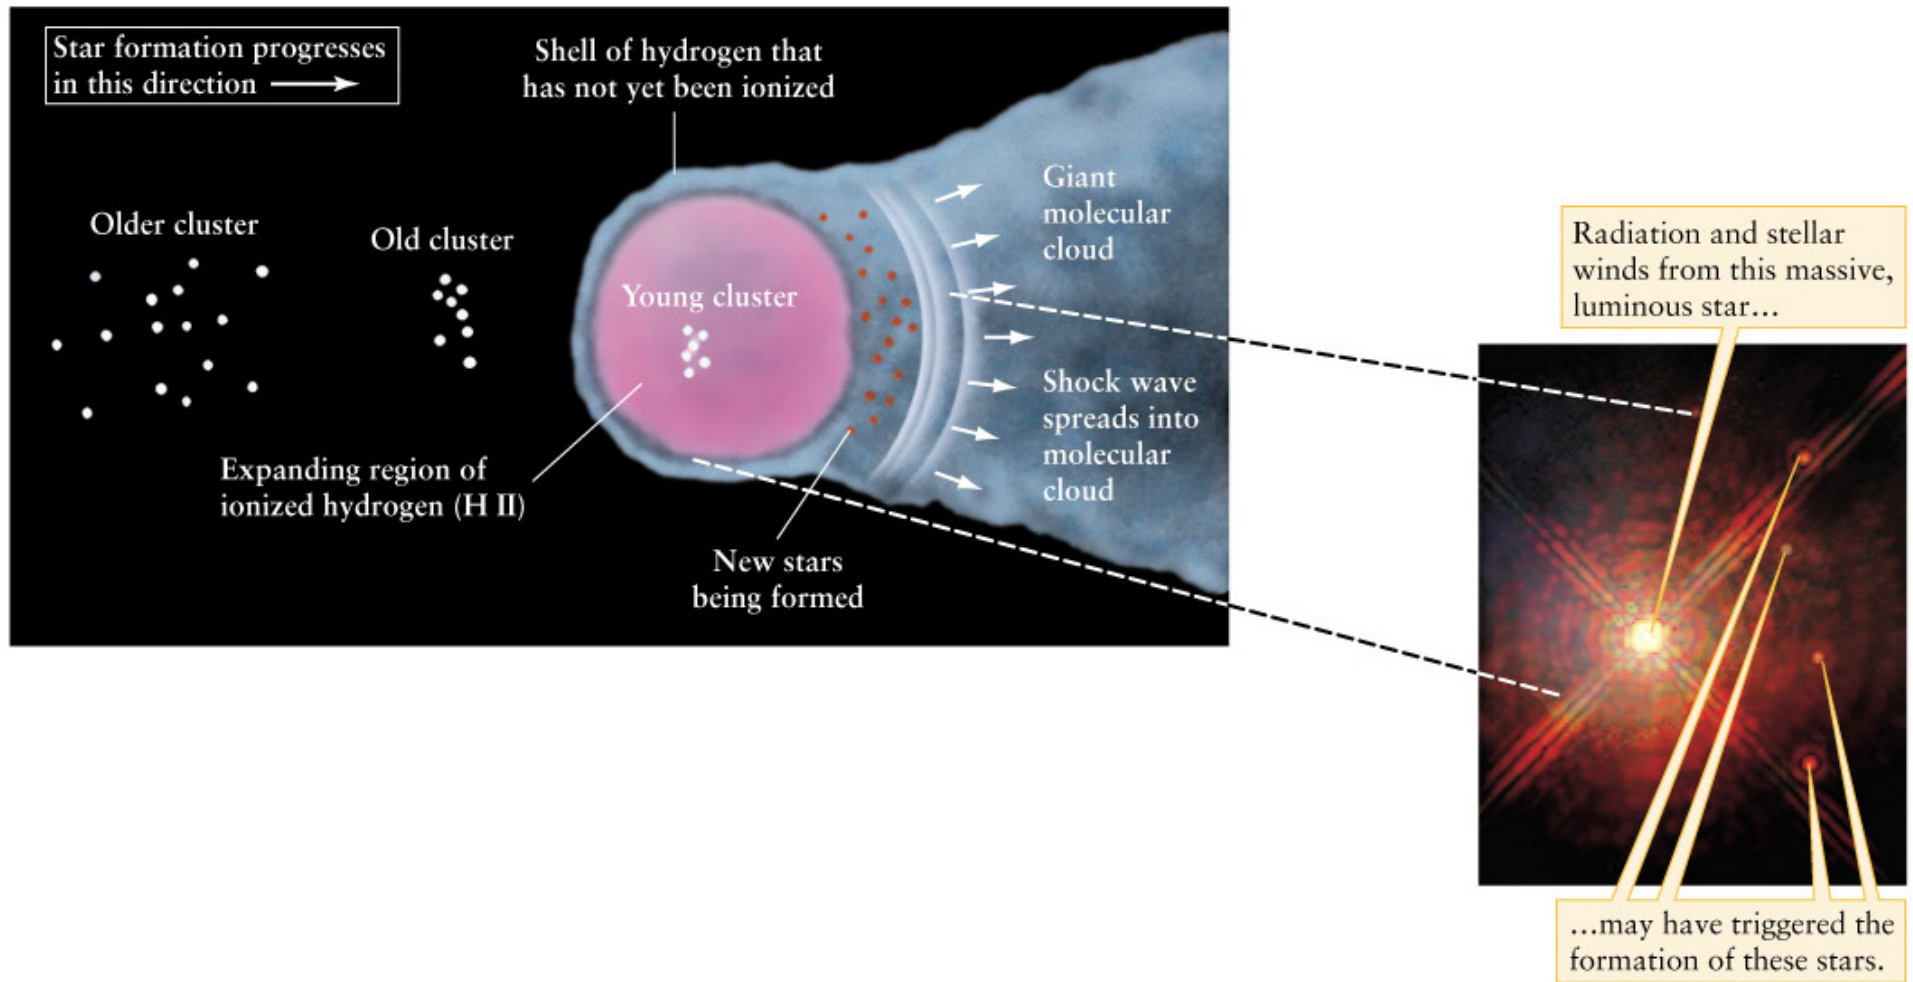 Star formation progresses
in this direction
Shell of hydrogen that
has not yet been ionized
Older cluster
Old cluster
Young cluster
Giant
molecular
cloud
Shock wave
spreads into
molecular
cloud
Expanding region of
ionized hydrogen (H II)
New stars
being formed
Radiation and stellar
winds from this massive,
luminous star...
...may have triggered the
formation of these stars.